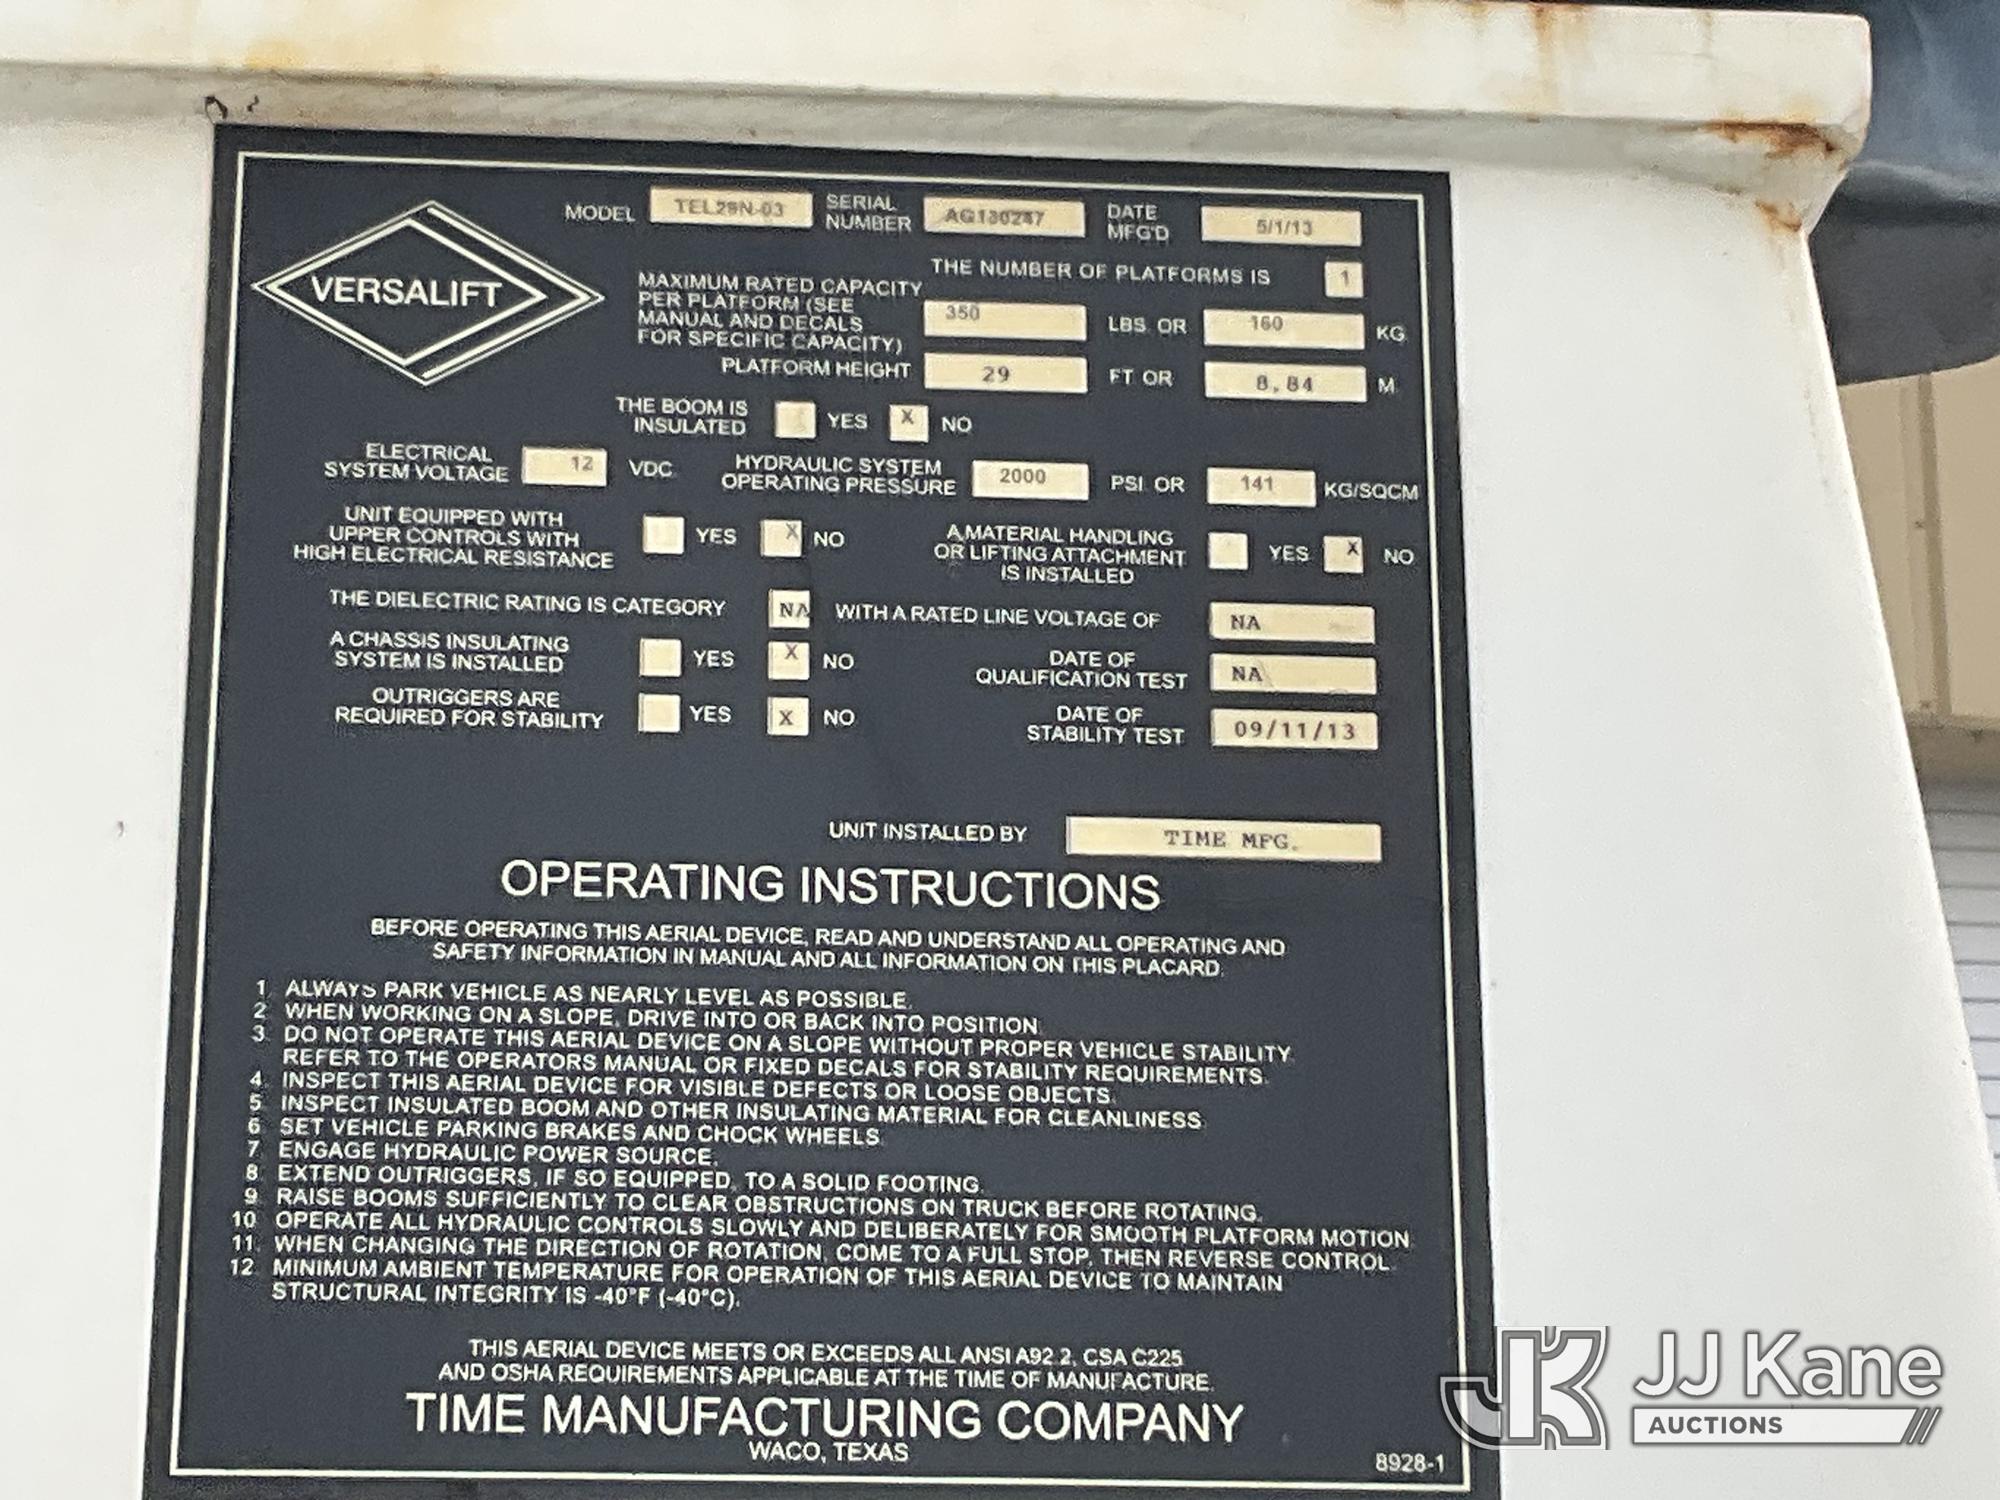 MODEL TEL29N-03 SERIAL NUMBER AG130247 DATE MFG'D 5/1/13
VERSALIFT
THE NUMBER OF PLATFORMS IS 1
MAXIMUM RATED CAPACITY
PER PLATFORM (SEE
MANUAL AND DECALS
FOR SPECIFIC CAPACITY) 350 LBS OR 160 KG
PLATFORM HEIGHT 29 FT OR 8.84 M
THE BOOM IS
INSULATED YES X NO
ELECTRICAL
SYSTEM VOLTAGE 12 VDC
HYDRAULIC SYSTEM
OPERATING PRESSURE 2000 PSI OR 141 KG/SQCM
UNIT EQUIPPED WITH
UPPER CONTROLS WITH
HIGH ELECTRICAL RESISTANCE YES X NO
A MATERIAL HANDLING
OR LIFTING ATTACHMENT
IS INSTALLED YES X NO
THE DIELECTRIC RATING IS CATEGORY NA WITH A RATED LINE VOLTAGE OF NA
A CHASSIS INSULATING
SYSTEM IS INSTALLED YES X NO
DATE OF
QUALIFICATION TEST NA
OUTRIGGERS ARE
REQUIRED FOR STABILITY YES X NO
DATE OF
STABILITY TEST 09/11/13
UNIT INSTALLED BY TIME MFG.
OPERATING INSTRUCTIONS
BEFORE OPERATING THIS AERIAL DEVICE, READ AND UNDERSTAND ALL OPERATING AND
SAFETY INFORMATION IN MANUAL AND ALL INFORMATION ON THIS PLACARD.
1. ALWAYS PARK VEHICLE AS NEARLY LEVEL AS POSSIBLE.
2. WHEN WORKING ON A SLOPE, DRIVE INTO OR BACK INTO POSITION.
3. DO NOT OPERATE THIS AERIAL DEVICE ON A SLOPE WITHOUT PROPER VEHICLE STABILITY.
REFER TO THE OPERATORS MANUAL OR FIXED DECALS FOR STABILITY REQUIREMENTS.
4. INSPECT THIS AERIAL DEVICE FOR VISIBLE DEFECTS OR LOOSE OBJECTS.
5. INSPECT INSULATED BOOM AND OTHER INSULATING MATERIAL FOR CLEANLINESS.
6. SET VEHICLE PARKING BRAKES AND CHOCK WHEELS.
7. ENGAGE HYDRAULIC POWER SOURCE.
8. EXTEND OUTRIGGERS, IF SO EQUIPPED, TO A SOLID FOOTING.
9. RAISE BOOMS SUFFICIENTLY TO CLEAR OBSTRUCTIONS ON TRUCK BEFORE ROTATING.
10. OPERATE ALL HYDRAULIC CONTROLS SLOWLY AND DELIBERATELY FOR SMOOTH PLATFORM MOTION.
11. WHEN CHANGING THE DIRECTION OF ROTATION, COME TO A FULL STOP, THEN REVERSE CONTROL.
12. MINIMUM AMBIENT TEMPERATURE FOR OPERATION OF THIS AERIAL DEVICE TO MAINTAIN
STRUCTURAL INTEGRITY IS -40°F (-40°C).
THIS AERIAL DEVICE MEETS OR EXCEEDS ALL ANSI A92.2, CSA C225
AND OSHA REQUIREMENTS APPLICABLE AT THE TIME OF MANUFACTURE.
TIME MANUFACTURING COMPANY
WACO, TEXAS
8928-1
JK JJ Kane
AUCTIONS